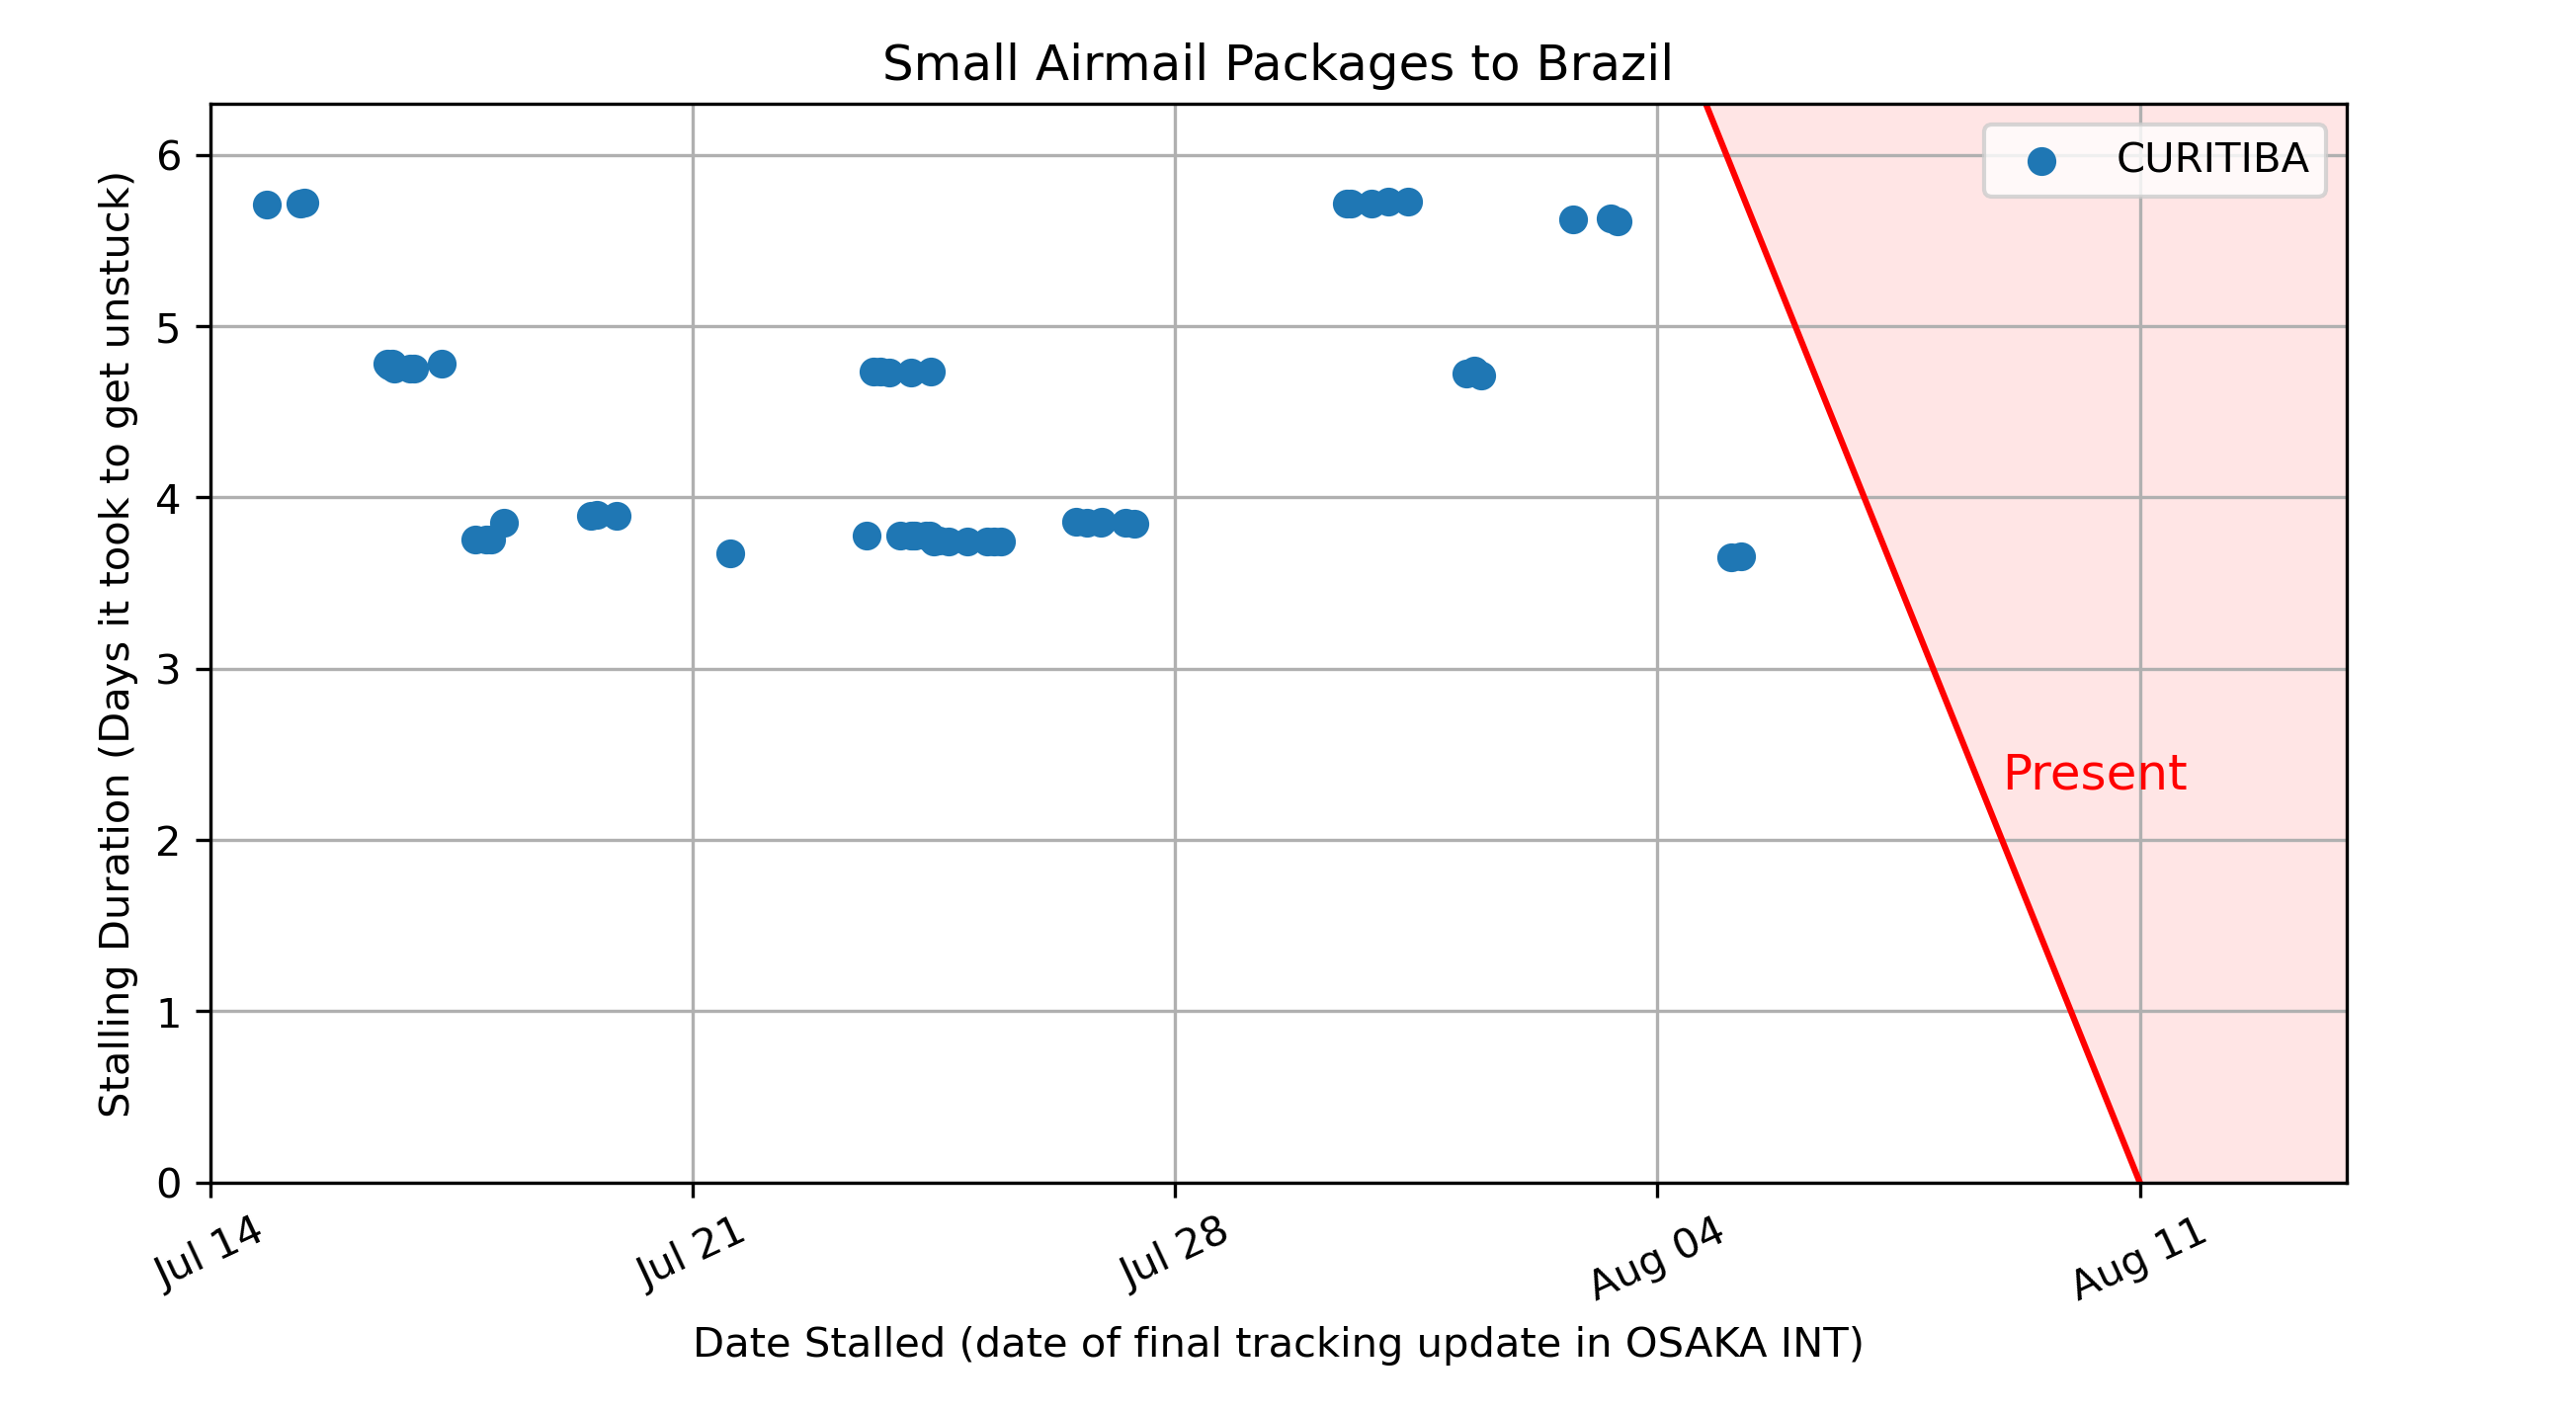 Small Airmail Packages to Brazil
CURITIBA
Stalling Duration (Days it took to get unstuck)
6
5
4
3
2
1
0
Present
Jul 14
Jul 21
Jul 28
Aug 04
Aug 11
Date Stalled (date of final tracking update in OSAKA INT)